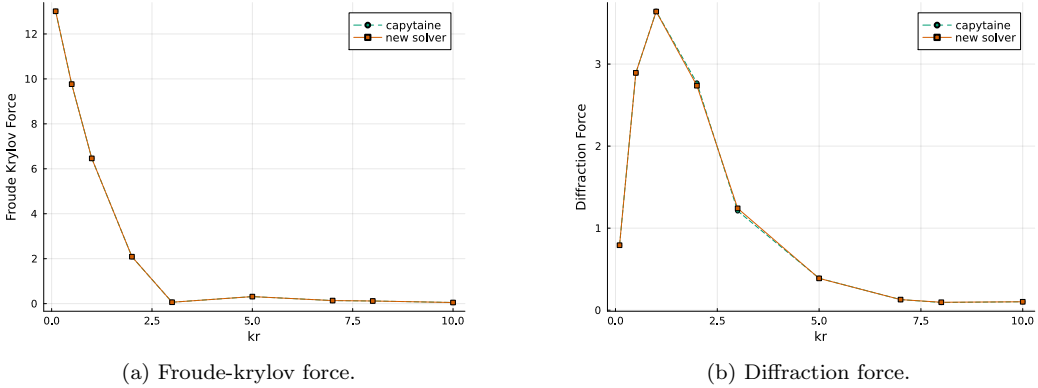 Froude Krylov Force
12
10
8
6
4
2
0
0.0
2.5
5.0
7.5
10.0
kr
capytaine
new solver
(a) Froude-krylov force.
Diffraction Force
3
2
1
0
0.0
2.5
5.0
7.5
10.0
kr
capytaine
new solver
(b) Diffraction force.